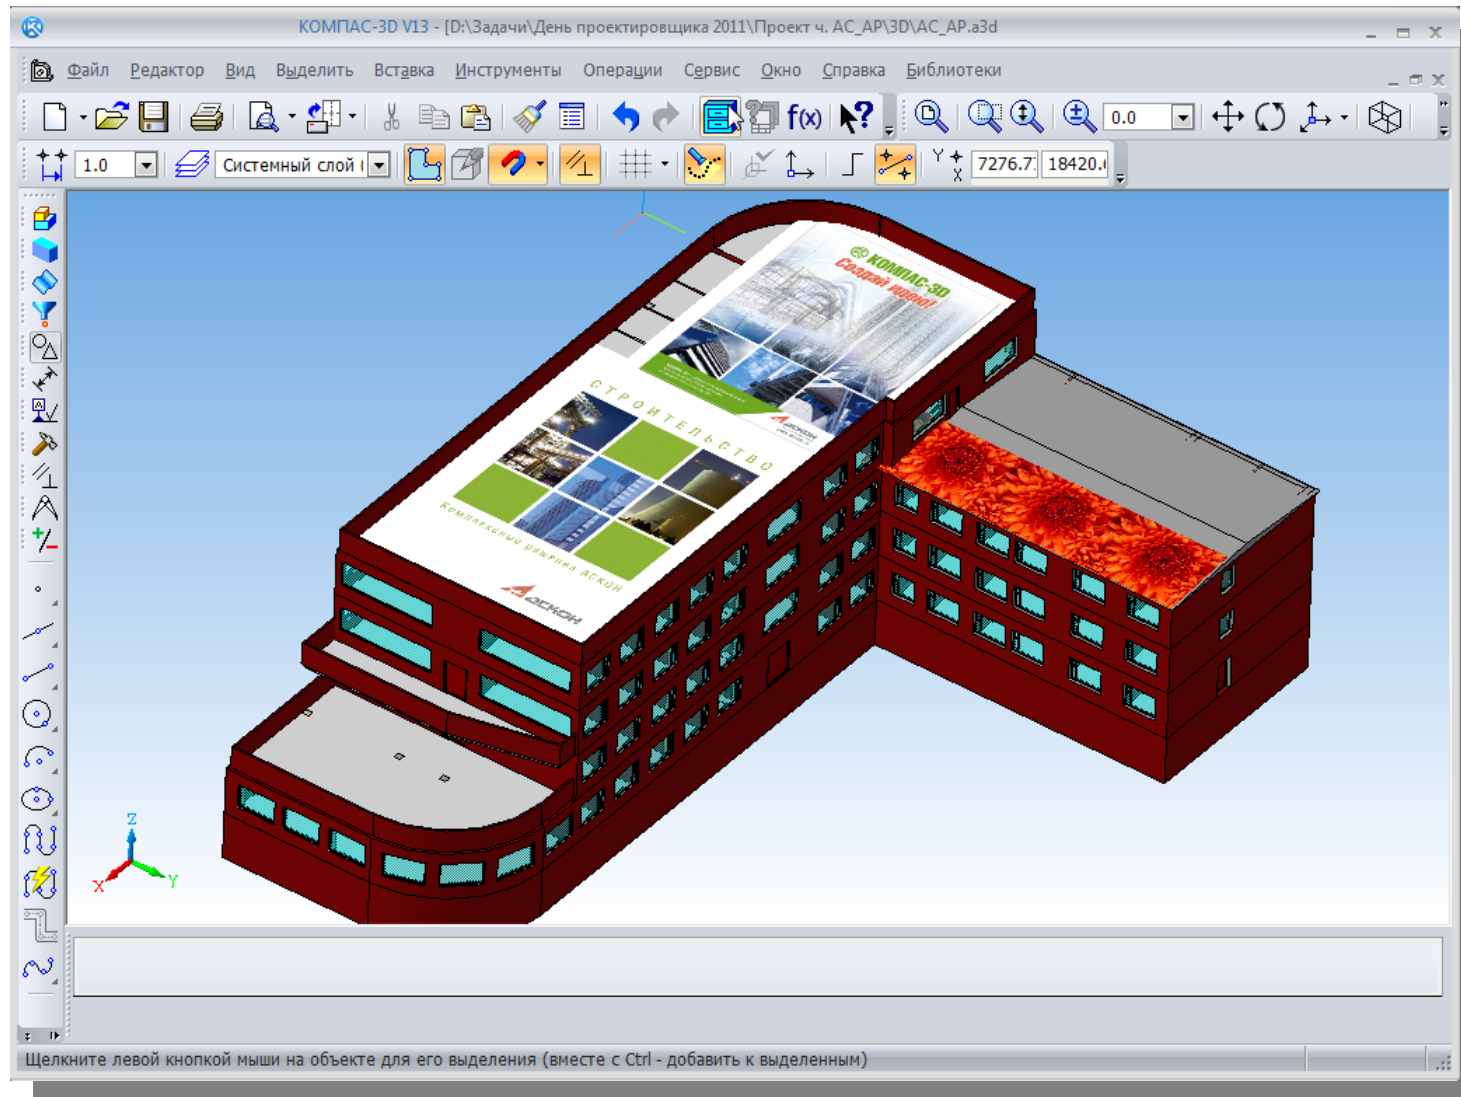 КОМПАС-3D V13 - [D:\Задачи\День проектировщика 2011\Проект ч. АС_АР\3D\АС_АР.a3d
Файл Редактор Вид Выделить Вставка Инструменты Операции Сервис Окно Справка Библиотеки
f(x) 0.0
1.0 Системный слой ( Y X 7276.7 18420.
КОМПАС-3D
Создай идею!
АСКОН
СТРОИТЕЛЬСТВО
Комплексные решения АСКОН
АСКОН
Z
X Y
Щелкните левой кнопкой мыши на объекте для его выделения (вместе с Ctrl - добавить к выделенным)